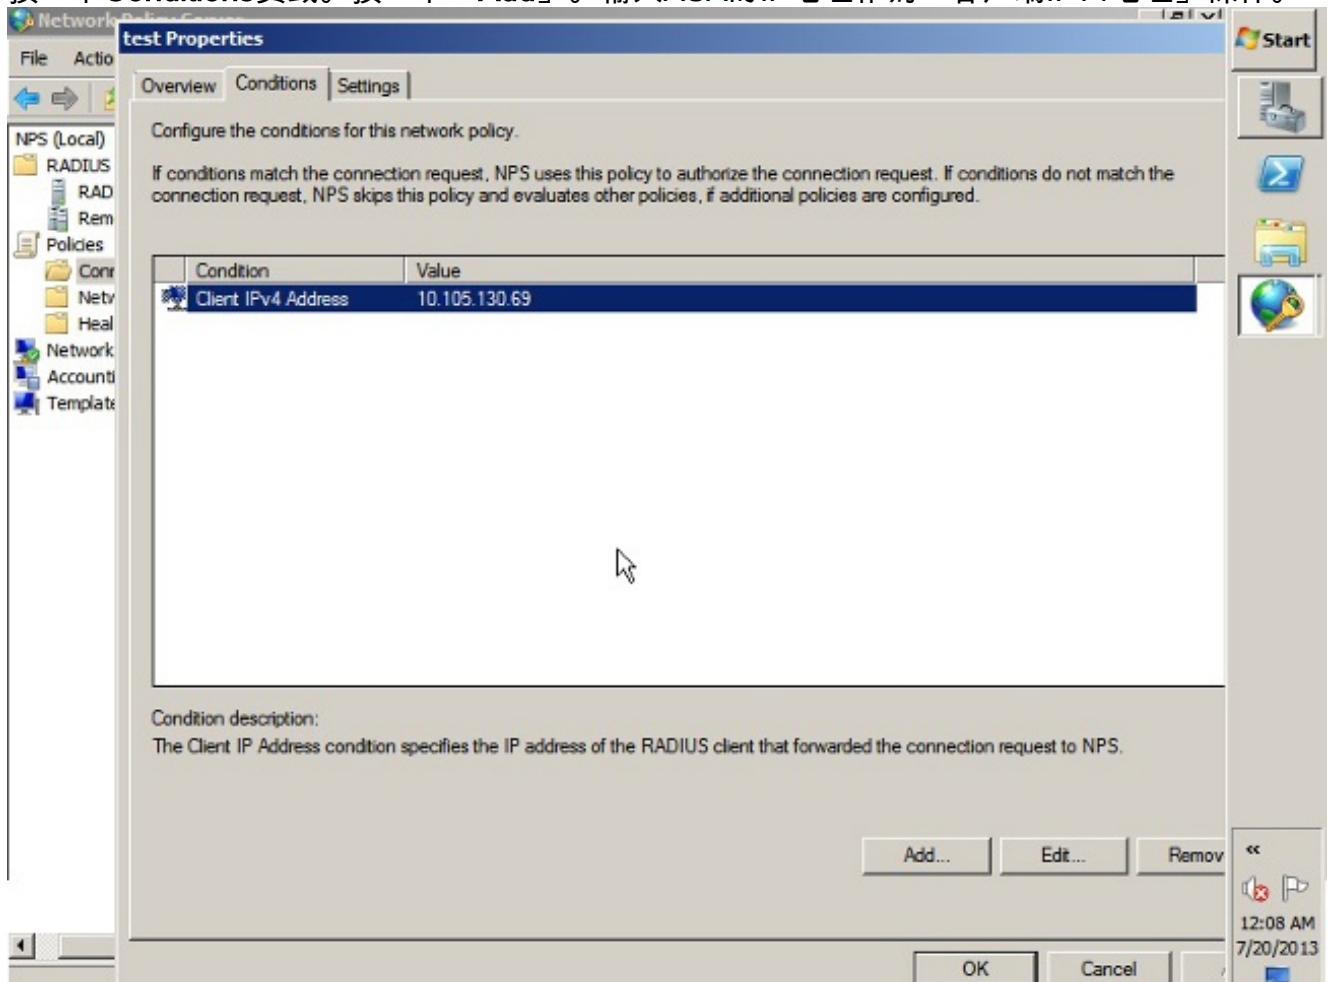 Network Policy Server
test Properties
Start
File Actio
Overview Conditions Settings
NPS (Local)
RADIUS
RAD
Rem
Policies
Conr
Netv
Heal
Network
Accounti
Template
Configure the conditions for this network policy.
If conditions match the connection request, NPS uses this policy to authorize the connection request. If conditions do not match the
connection request, NPS skips this policy and evaluates other policies, if additional policies are configured.
Condition Value
Client IPv4 Address 10.105.130.69
Condition description:
The Client IP Address condition specifies the IP address of the RADIUS client that forwarded the connection request to NPS.
Add... Edit... Remov
OK Cancel
12:08 AM
7/20/2013